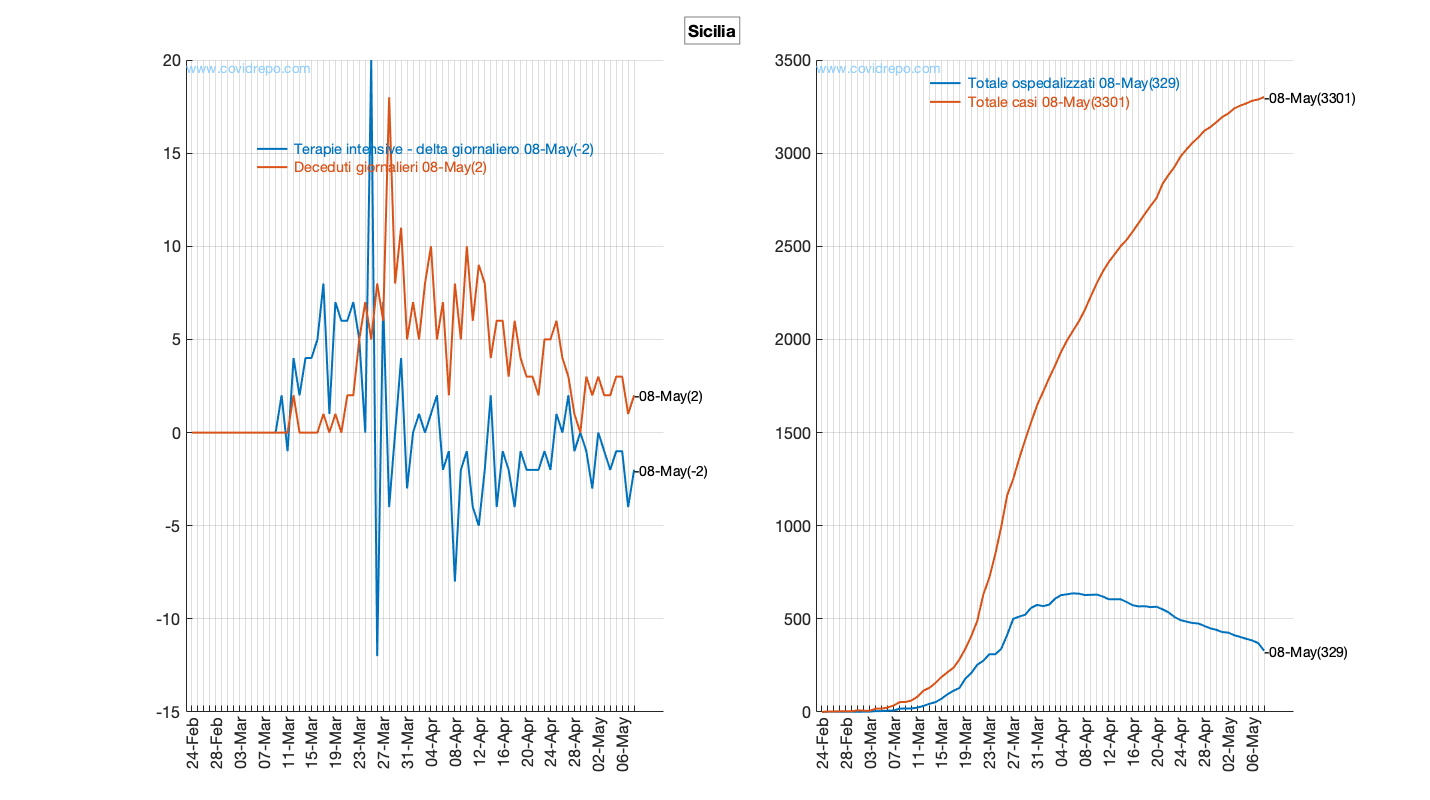 Sicilia
www.covidrepo.com
Terapie intensive - delta giornaliero 08-May(-2)
Deceduti giornalieri 08-May(2)
20
15
10
5
0
-5
-10
-15
-08-May(2)
-08-May(-2)
24-Feb
28-Feb
03-Mar
07-Mar
11-Mar
15-Mar
19-Mar
23-Mar
27-Mar
31-Mar
04-Apr
08-Apr
12-Apr
16-Apr
20-Apr
24-Apr
28-Apr
02-May
06-May
www.covidrepo.com
Totale ospedalizzati 08-May(329)
Totale casi 08-May(3301)
3500
3000
2500
2000
1500
1000
500
0
-08-May(3301)
-08-May(329)
24-Feb
28-Feb
03-Mar
07-Mar
11-Mar
15-Mar
19-Mar
23-Mar
27-Mar
31-Mar
04-Apr
08-Apr
12-Apr
16-Apr
20-Apr
24-Apr
28-Apr
02-May
06-May